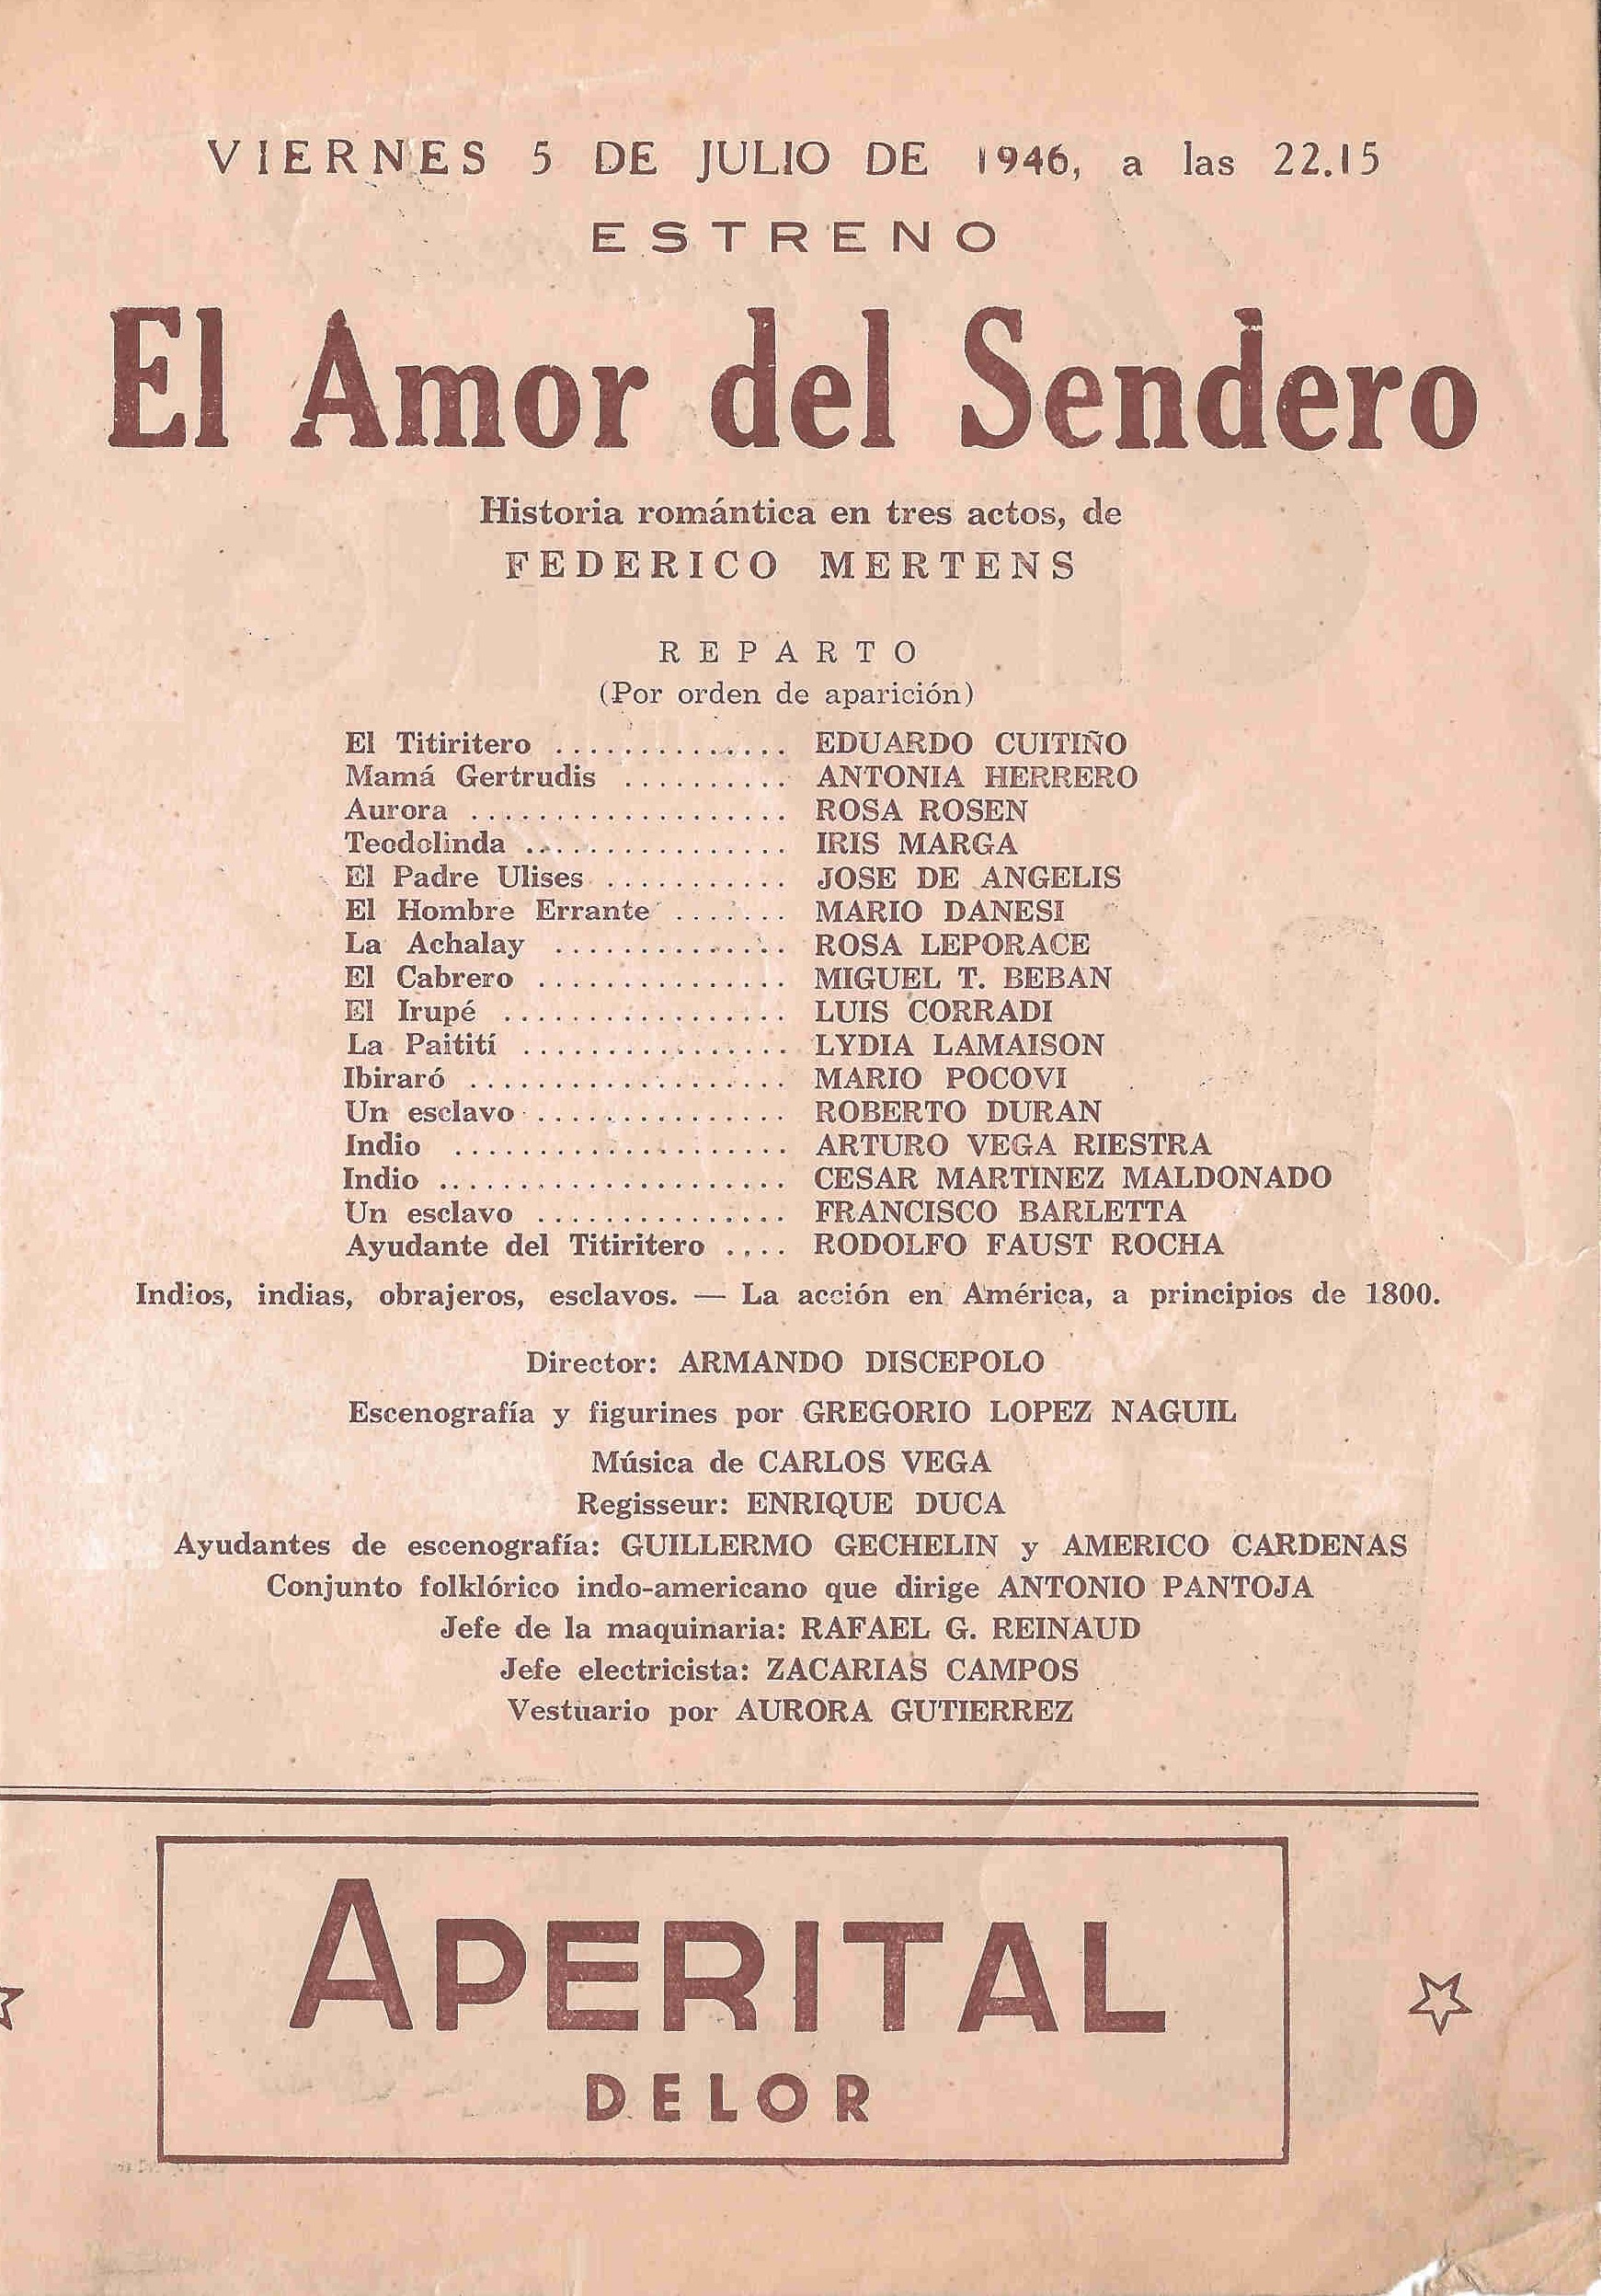 VIERNES 5 DE JULIO DE 1946, a las 22.15
ESTRENO
El Amor del Sendero
Historia romántica en tres actos, de
FEDERICO MERTENS
REPARTO
(Por orden de aparición)
El Titiritero .............. EDUARDO CUITIÑO
Mamá Gertrudis .......... ANTONIA HERRERO
Aurora ................... ROSA ROSEN
Teodolinda ................ IRIS MARGA
El Padre Ulises ........... JOSE DE ANGELIS
El Hombre Errante ....... MARIO DANESI
La Achalay .............. ROSA LEPORACE
El Cabrero ............... MIGUEL T. BEBAN
El Irupé ................. LUIS CORRADI
La Paitití ................ LYDIA LAMAISON
Ibiraró ................... MARIO POCOVI
Un esclavo ............... ROBERTO DURAN
Indio .................... ARTURO VEGA RIESTRA
Indio ..................... CESAR MARTINEZ MALDONADO
Un esclavo ............... FRANCISCO BARLETTA
Ayudante del Titiritero .... RODOLFO FAUST ROCHA
Indios, indias, obrajeros, esclavos. — La acción en América, a principios de 1800.
Director: ARMANDO DISCEPOLO
Escenografía y figurines por GREGORIO LOPEZ NAGUIL
Música de CARLOS VEGA
Regisseur: ENRIQUE DUCA
Ayudantes de escenografía: GUILLERMO GECHELIN y AMERICO CARDENAS
Conjunto folklórico indo-americano que dirige ANTONIO PANTOJA
Jefe de la maquinaria: RAFAEL G. REINAUD
Jefe electricista: ZACARIAS CAMPOS
Vestuario por AURORA GUTIERREZ
APERITAL
DELOR